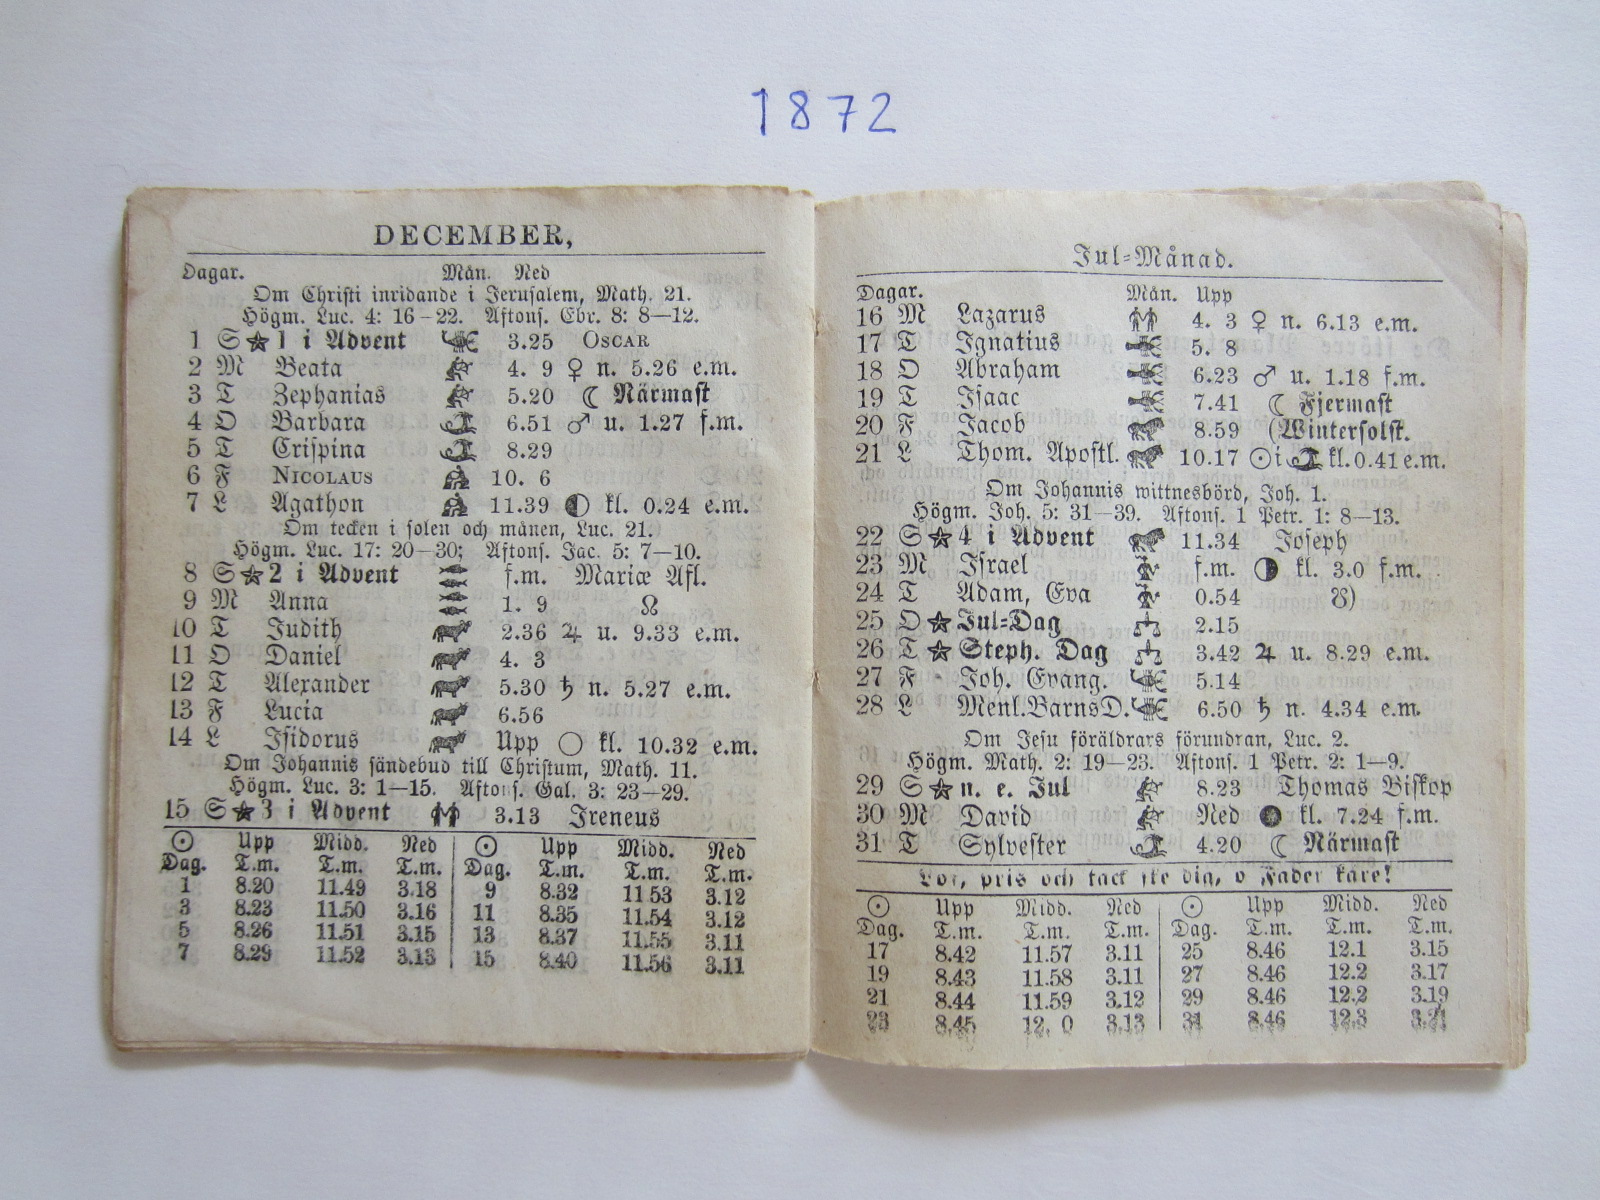 1872
DECEMBER,
Dagar. Mån. Ned
Om Christi inridande i Jerusalem, Math. 21.
Högm. Luc. 4: 16–22. Aftons. Ebr. 8: 8–12.
1 S ★ 1 i Advent 3.25 OSCAR
2 M Beata 4. 9 ♀ n. 5.26 e.m.
3 T Zephanias 5.20 ☾ Närmast
4 O Barbara 6.51 ♂ u. 1.27 f.m.
5 T Crispina 8.29
6 F NICOLAUS 10. 6
7 L Agathon 11.39 ◐ kl. 0.24 e.m.
Om tecken i solen och månen, Luc. 21.
Högm. Luc. 17: 20–30; Aftons. Jac. 5: 7–10.
8 S ★ 2 i Advent f.m. Mariæ Afl.
9 M Anna 1. 9 ☊
10 T Judith 2.36 ♃ u. 9.33 e.m.
11 O Daniel 4. 3
12 T Alexander 5.30 ♄ n. 5.27 e.m.
13 F Lucia 6.56
14 L Isidorus Upp ○ kl. 10.32 e.m.
Om Johannis sändebud till Christum, Math. 11.
Högm. Luc. 3: 1–15. Aftons. Gal. 3: 23–29.
15 S ★ 3 i Advent 3.13 Ireneus
☉ Upp Midd. Ned ☉ Upp Midd. Ned
Dag. T.m. T.m. T.m. Dag. T.m. T.m. T.m.
1 8.20 11.49 3.18 9 8.32 11 53 3.12
3 8.23 11.50 3.16 11 8.35 11.54 3.12
5 8.26 11.51 3.15 13 8.37 11.55 3.11
7 8.29 11.52 3.13 15 8.40 11.56 3.11
Jul-Månad.
Dagar. Mån. Upp
16 M Lazarus 4. 3 ♀ n. 6.13 e.m.
17 T Ignatius 5. 8
18 O Abraham 6.23 ♂ u. 1.18 f.m.
19 T Isaac 7.41 ☾ Fjermast
20 F Jacob 8.59 (Wintersolst.
21 L Thom. Apostl. 10.17 ☉ i ♑ kl. 0.41 e.m.
Om Johannis wittnesbörd, Joh. 1.
Högm. Joh. 5: 31–39. Aftons. 1 Petr. 1: 8–13.
22 S ★ 4 i Advent 11.34 Joseph
23 M Israel f.m. ◑ kl. 3.0 f.m.
24 T Adam, Eva 0.54 ☋)
25 O ★ Jul-Dag 2.15
26 T ★ Steph. Dag 3.42 ♃ u. 8.29 e.m.
27 F Joh. Evang. 5.14
28 L Menl.BarnsD. 6.50 ♄ n. 4.34 e.m.
Om Jesu föräldrars förundran, Luc. 2.
Högm. Math. 2: 19–23. Aftons. 1 Petr. 2: 1–9.
29 S ★ n. e. Jul 8.23 Thomas Biskop
30 M David Ned ● kl. 7.24 f.m.
31 T Sylvester 4.20 ☾ Närmast
Lof, pris och tack ske dig, o Fader käre!
☉ Upp Midd. Ned ☉ Upp Midd. Ned
Dag. T.m. T.m. T.m. Dag. T.m. T.m. T.m.
17 8.42 11.57 3.11 25 8.46 12.1 3.15
19 8.43 11.58 3.11 27 8.46 12.2 3.17
21 8.44 11.59 3.12 29 8.46 12.2 3.19
23 8.45 12. 0 3.13 31 8.46 12.3 3.21